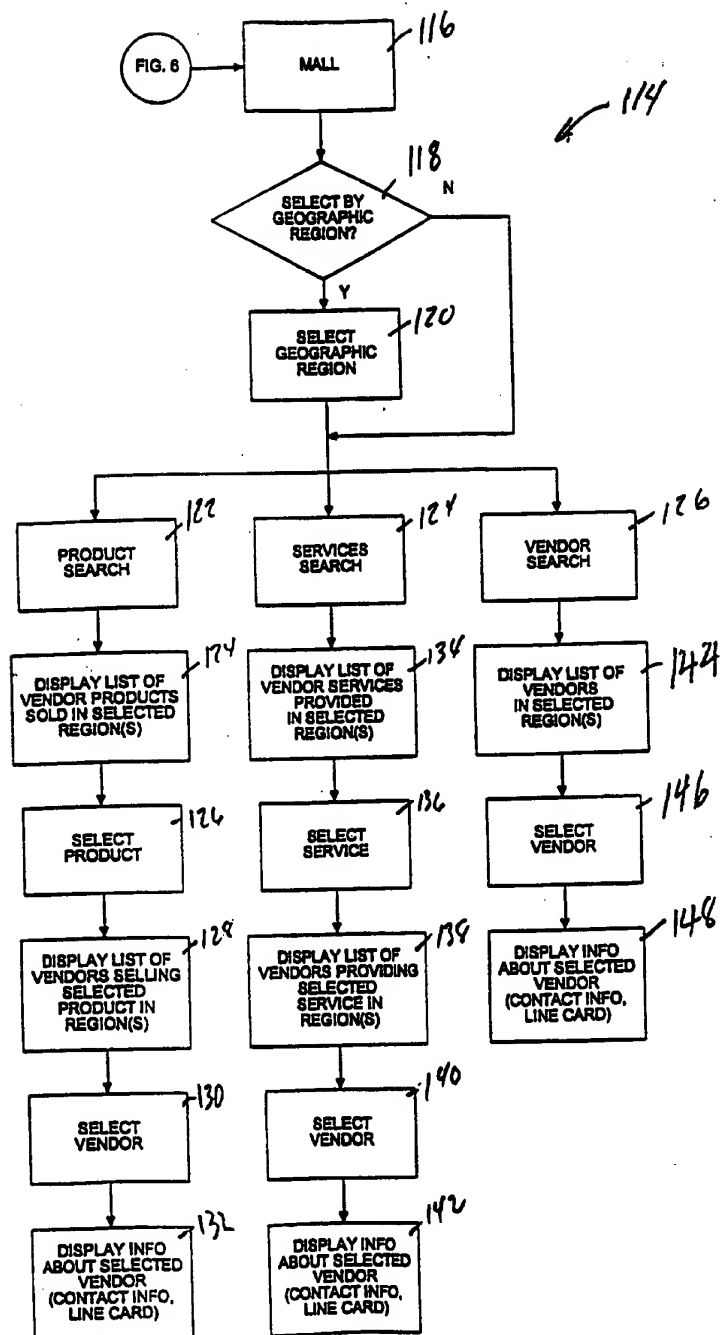 116
FIG. 6
MALL
114
118
N
SELECT BY
GEOGRAPHIC
REGION?
Y
120
SELECT
GEOGRAPHIC
REGION
122
PRODUCT
SEARCH
124
SERVICES
SEARCH
126
VENDOR
SEARCH
124
DISPLAY LIST OF
VENDOR PRODUCTS
SOLD IN SELECTED
REGION(S)
134
DISPLAY LIST OF
VENDOR SERVICES
PROVIDED
IN SELECTED
REGION(S)
144
DISPLAY LIST OF
VENDORS
IN SELECTED
REGION(S)
126
SELECT
PRODUCT
136
SELECT
SERVICE
146
SELECT
VENDOR
128
DISPLAY LIST OF
VENDORS SELLING
SELECTED
PRODUCT IN
REGION(S)
138
DISPLAY LIST OF
VENDORS PROVIDING
SELECTED
SERVICE IN
REGION(S)
148
DISPLAY INFO
ABOUT SELECTED
VENDOR
(CONTACT INFO,
LINE CARD)
130
SELECT
VENDOR
140
SELECT
VENDOR
132
DISPLAY INFO
ABOUT SELECTED
VENDOR
(CONTACT INFO,
LINE CARD)
142
DISPLAY INFO
ABOUT SELECTED
VENDOR
(CONTACT INFO,
LINE CARD)